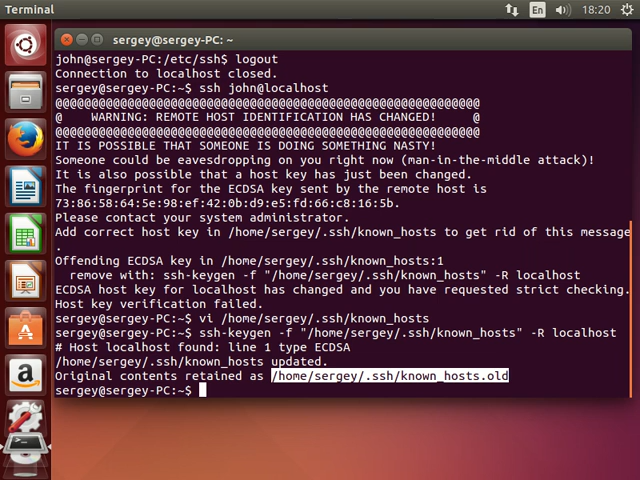 Terminal
En
18:20
sergey@sergey-PC: ~
john@sergey-PC:/etc/ssh$ logout
Connection to localhost closed.
sergey@sergey-PC:~$ ssh john@localhost
@@@@@@@@@@@@@@@@@@@@@@@@@@@@@@@@@@@@@@@@@@@@@@@@@@@@@@@@@@@
@    WARNING: REMOTE HOST IDENTIFICATION HAS CHANGED!     @
@@@@@@@@@@@@@@@@@@@@@@@@@@@@@@@@@@@@@@@@@@@@@@@@@@@@@@@@@@@
IT IS POSSIBLE THAT SOMEONE IS DOING SOMETHING NASTY!
Someone could be eavesdropping on you right now (man-in-the-middle attack)!
It is also possible that a host key has just been changed.
The fingerprint for the ECDSA key sent by the remote host is
73:86:58:64:5e:98:ef:42:0b:d9:e5:fd:66:c8:16:5b.
Please contact your system administrator.
Add correct host key in /home/sergey/.ssh/known_hosts to get rid of this message
.
Offending ECDSA key in /home/sergey/.ssh/known_hosts:1
  remove with: ssh-keygen -f "/home/sergey/.ssh/known_hosts" -R localhost
ECDSA host key for localhost has changed and you have requested strict checking.
Host key verification failed.
sergey@sergey-PC:~$ vi /home/sergey/.ssh/known_hosts
sergey@sergey-PC:~$ ssh-keygen -f "/home/sergey/.ssh/known_hosts" -R localhost
# Host localhost found: line 1 type ECDSA
/home/sergey/.ssh/known_hosts updated.
Original contents retained as /home/sergey/.ssh/known_hosts.old
sergey@sergey-PC:~$